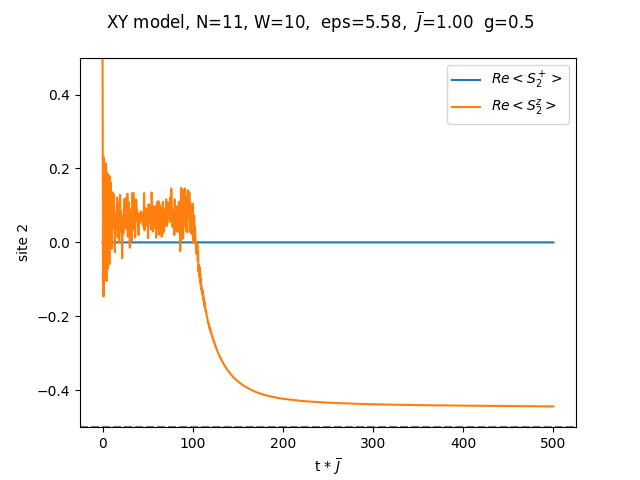 XY model, N=11, W=10, eps=5.58, J̄=1.00 g=0.5
Re < S₂⁺ >
Re < S₂ᶻ >
0.4
0.2
0.0
−0.2
−0.4
site 2
0 100 200 300 400 500
t * J̄